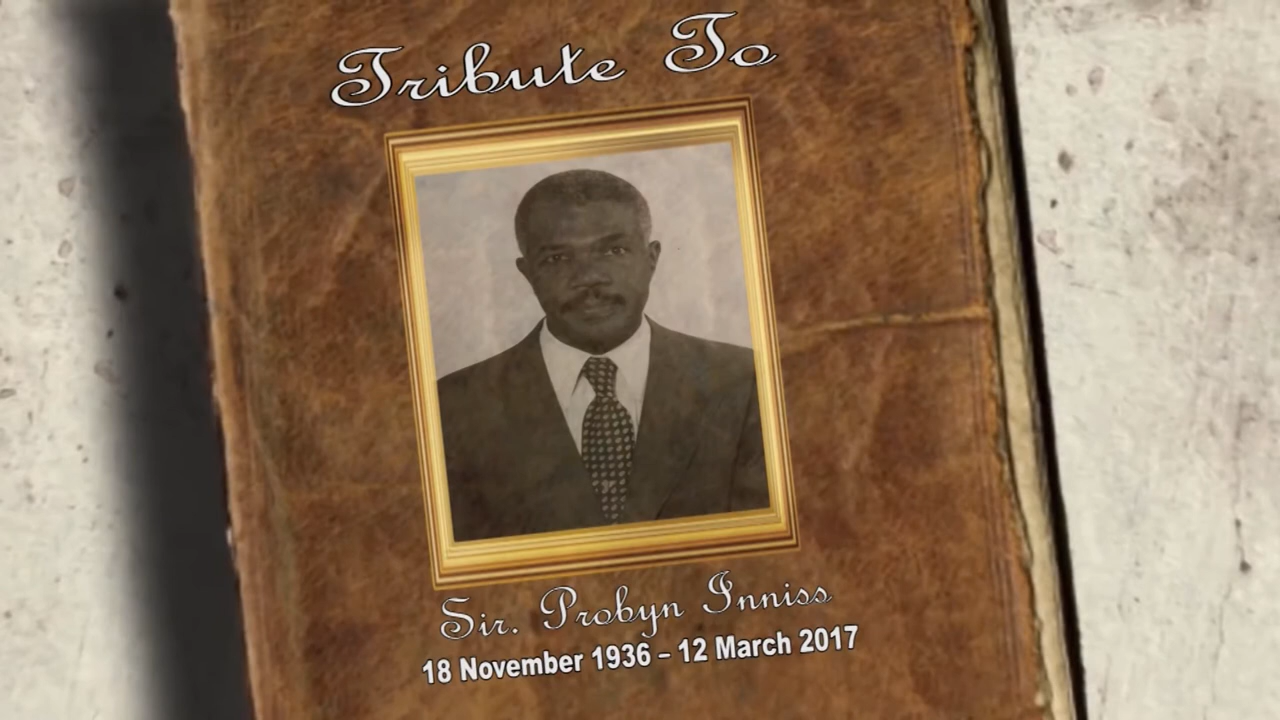 Tribute To
Sir. Probyn Inniss
18 November 1936 – 12 March 2017